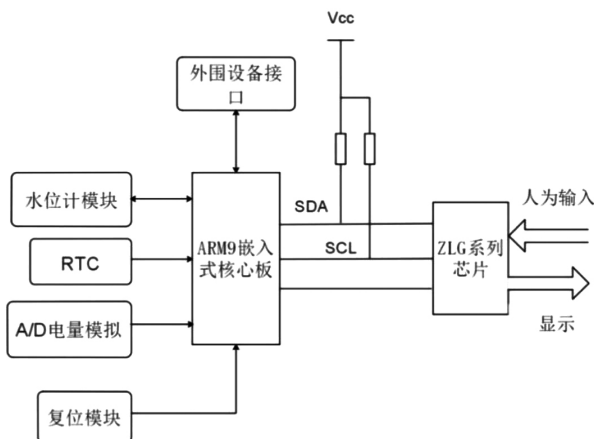 Vcc
外围设备接
口
水位计模块
SDA
人为输入
ARM9嵌入
式核心板
SCL
ZLG系列
芯片
RTC
A/D电量模拟
显示
复位模块